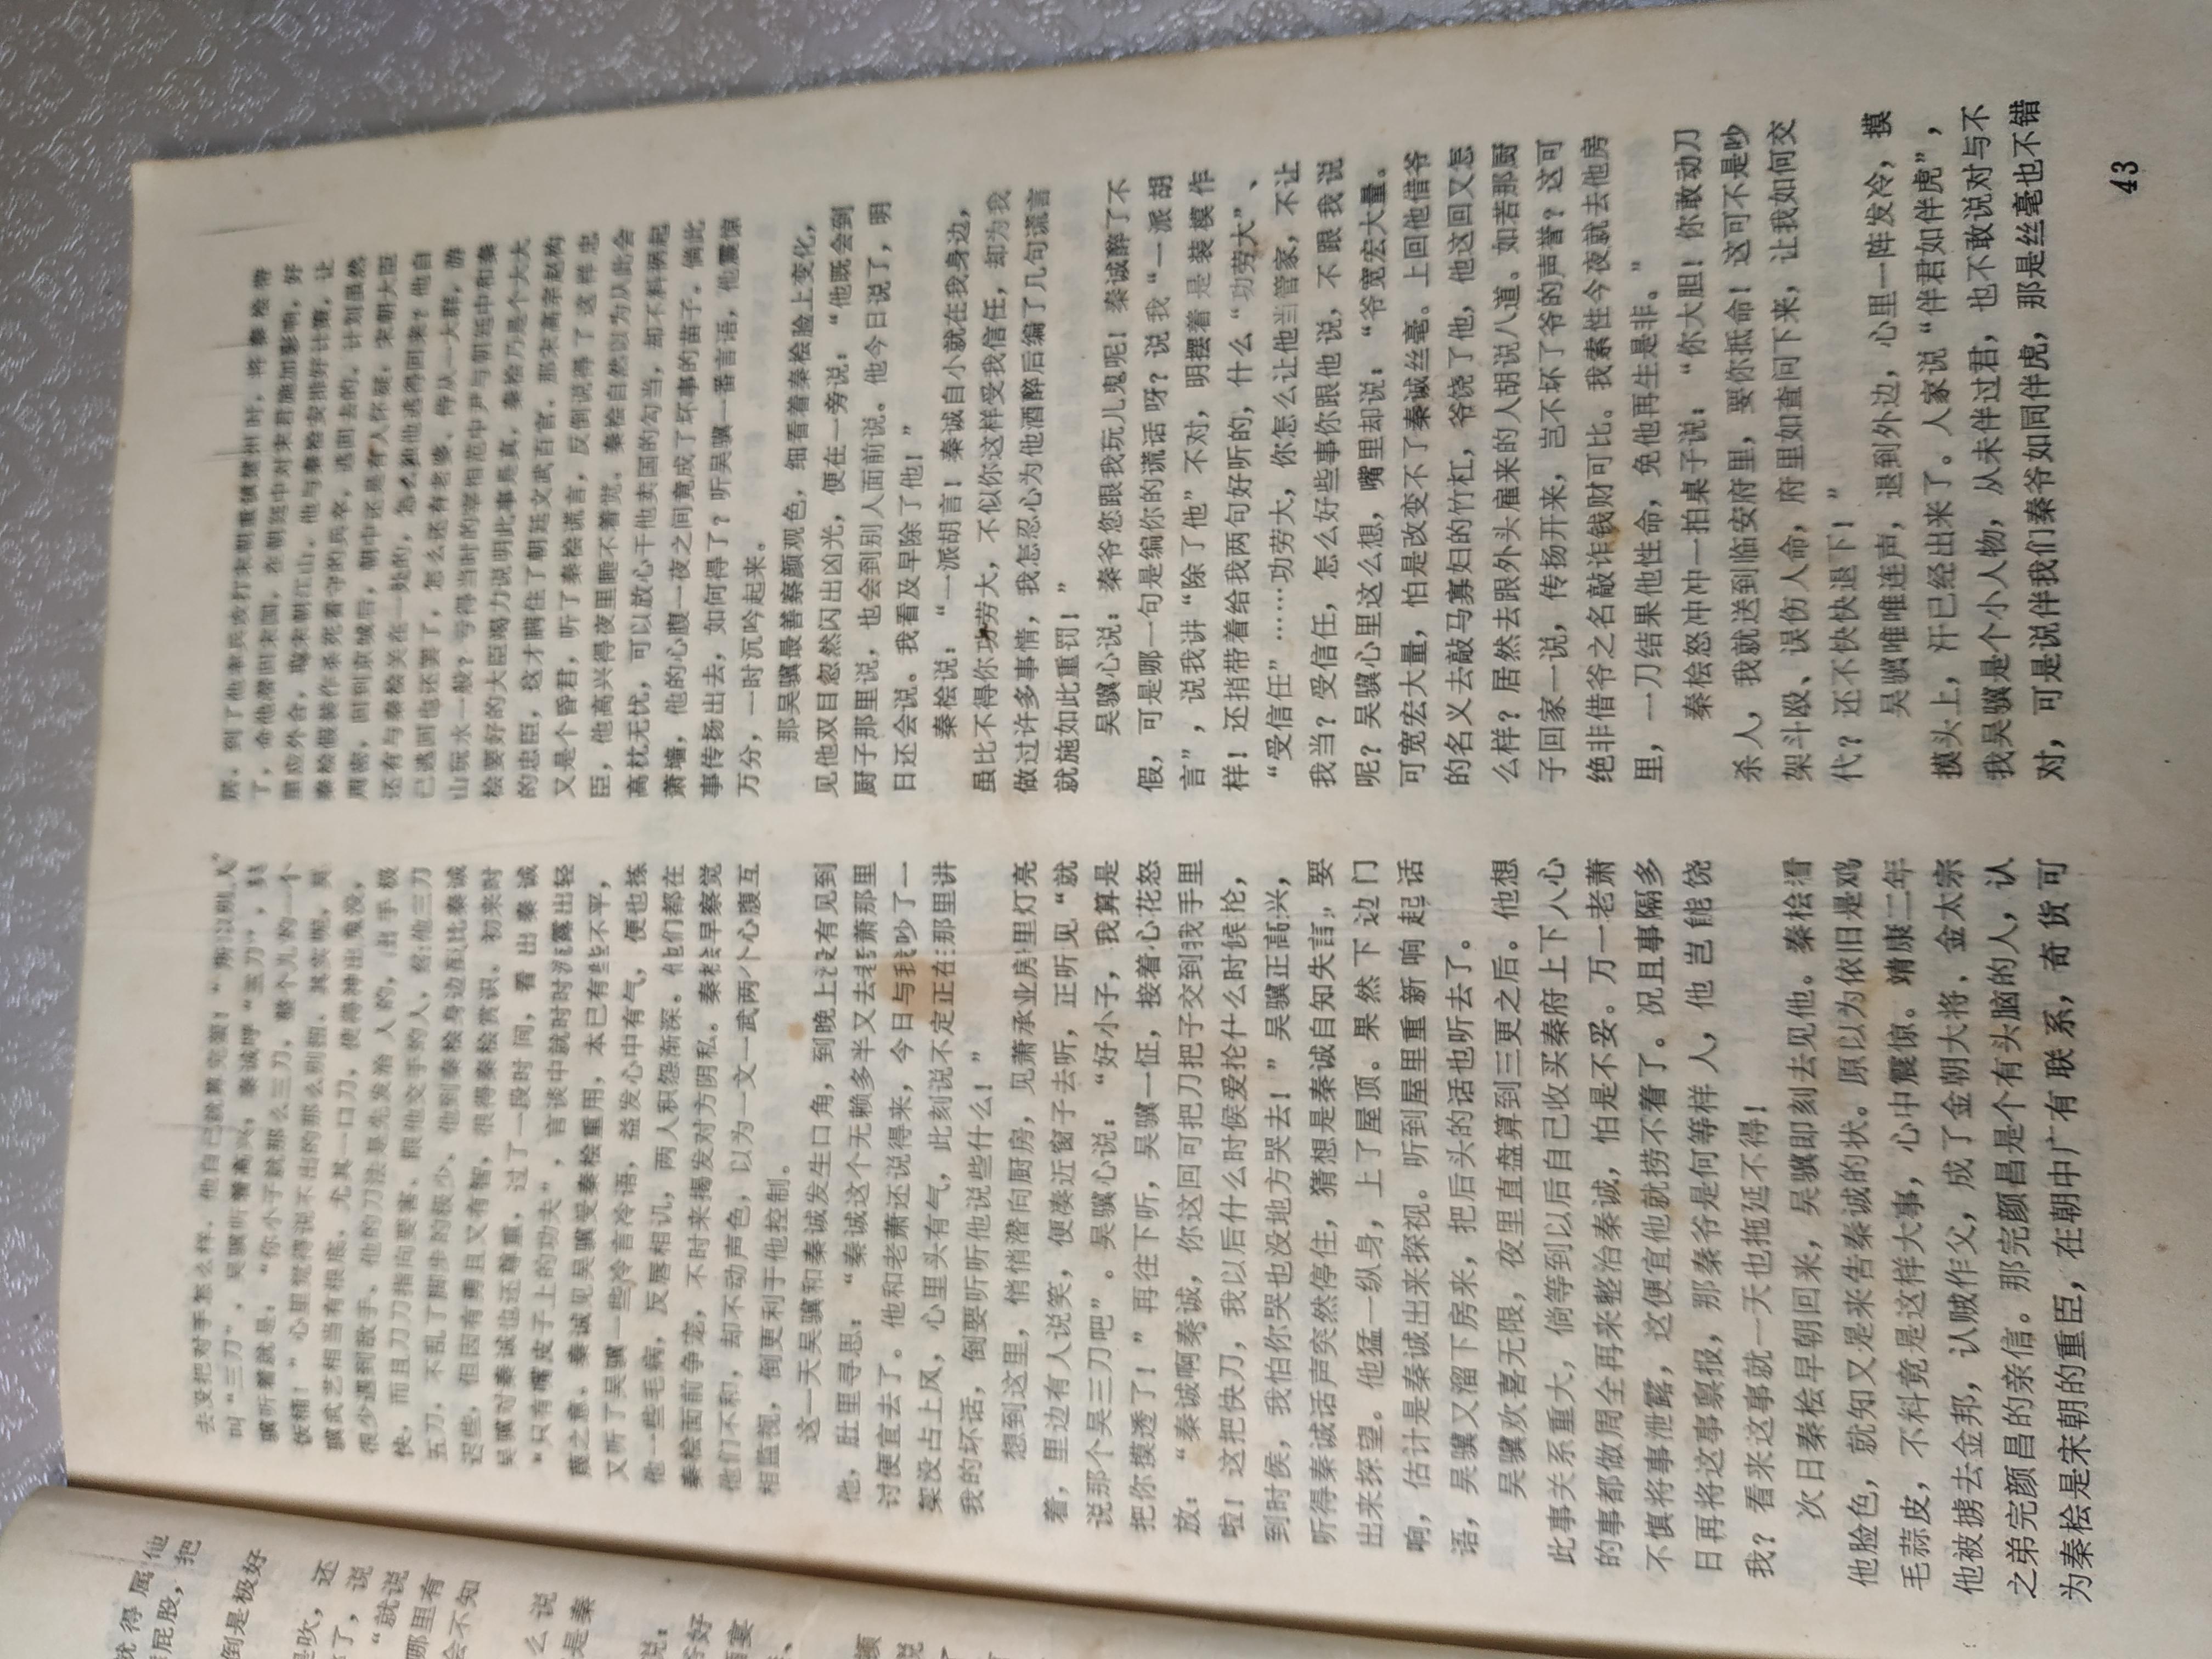 就得属他
屁股，把
倒是极好
是吹，还
了，说
“就说
哪里有
会不知
么说
是秦
说：
好
宴
说
去没把对手怎么样，他自己就算完蛋！
叫“三刀”，吴骥听着高兴，秦诚呼“三刀”，
骥听着就是：“你小子就那么三刀，整个儿的一个
饭桶！”心里觉得说不出的那么别扭。其实呢，吴
骥武艺相当有根底，尤其一口刀，使得神出鬼没，
很少遇到敌手。他的刀法是先发治人的，出手极
快，而且刀刀指向要害。跟他交手的人，经他三刀
五刀，不乱了脚步的极少。他到秦桧身边虽比秦诚
迟些，但因有勇且又有智，很得秦桧赏识。初来时
吴骥对秦诚也还尊重，过了一段时间，看出秦诚
“只有嘴皮子上的功夫”，言谈中就时时流露出轻
蔑之意。秦诚见吴骥受秦桧重用，本已有些不平，
又听了吴骥一些冷言冷语，益发心中有气，便也拣
他一些毛病，反唇相讥，两人积怨渐深。他们都在
秦桧面前争宠，不时来揭发对方阴私。秦桧早察觉
他们不和，却不动声色，以为一文一武两个心腹互
相监视，倒更利于他控制。
这一天吴骥和秦诚发生口角，到晚上没有见到
他，肚里寻思：“秦诚这个无赖多半又去老萧那里
讨便宜去了。他和老萧还说得来，今日与我吵了一
架没占上风，心里头有气，此刻说不定正在那里讲
我的坏话，倒要听听他说些什么！”
想到这里，悄悄潜向厨房，见萧承业房里灯亮
着，里边有人说笑，便凑近窗子去听，正听见“就
说那个吴三刀吧”。吴骥心说：“好小子，我算是
把你摸透了！”再往下听，吴骥一怔，接着心花怒
放：“秦诚啊秦诚，你这回可把刀把子交到我手里
啦！这把快刀，我以后什么时侯爱抡什么时候抡，
到时侯，我怕你哭也没地方哭去！”吴骥正高兴，
听得秦诚话声突然停住，猜想是秦诚自知失言，要
出来探望。他猛一纵身，上了屋顶。果然下边门
响，估计是秦诚出来探视。听到屋里重新响起话
语，吴骥又溜下房来，把后头的话也听去了。
吴骥欢喜无限，夜里直盘算到三更之后。他想
此事关系重大，倘等到以后自己收买秦府上下人心
的事都做周全再来整治秦诚，怕是不妥。万一老萧
不慎将事泄露，这便宜他就捞不着了。况且事隔多
日再将这事禀报，那秦爷是何等样人，他岂能饶
我？看来这事就一天也拖延不得！
次日秦桧早朝回来，吴骥即刻去见他。秦桧看
他脸色，就知又是来告秦诚的状。原以为依旧是鸡
毛蒜皮，不料竟是这样大事，心中震惊。靖康二年
他被掳去金邦，认贼作父，成了金朝大将、金太宗
之弟完颜昌的亲信。那完颜昌是个有头脑的人，认
为秦桧是宋朝的重臣，在朝中广有联系，奇货可
居。到了他率兵攻打宋朝重镇楚州时，将秦桧带
了，命他潜回宋国，在朝廷中对宋君施加影响，好
里应外合，取宋朝江山。他与秦桧安排好计策，让
秦桧假装作杀死看守的兵卒，逃回去的。计划虽然
周密，回到京城后，朝中还是有人怀疑：宋朝大臣
还有与秦桧关在一处的，怎么独他逃得回来？他自
己逃回也还罢了，怎么还有老婆、侍从一大群，游
山玩水一般？亏得当时的宰相范宗尹与朝廷中和秦
桧要好的大臣竭力说明此事是真，秦桧乃是个大大
的忠臣，这才瞒住了朝廷文武百官。那宋高宗赵构
又是个昏君，听了秦桧谎言，反倒说得了这样忠
臣，他高兴得夜里睡不着觉。秦桧自然以为从此会
高枕无忧，可以放心干他卖国的勾当，却不料祸起
萧墙，他的心腹一夜之间竟成了坏事的苗子。倘此
事传扬出去，如何得了？听吴骥一番言语，他震惊
万分，一时沉吟起来。
那吴骥最善察颜观色，细看着秦桧脸上变化，
见他双目忽然闪出凶光，便在一旁说：“他既会到
厨子那里说，也会到别人面前说。他今日说了，明
日还会说。我看及早除了他！”
秦桧说：“一派胡言！秦诚自小就在我身边，
虽比不得你功劳大，不似你这样受我信任，却为我
做过许多事情，我怎忍心为他酒醉后编了几句谎言
就施如此重罚！”
吴骥心说：秦爷您跟我玩儿鬼呢！秦诚醉了不
假，可是哪一句是编你的谎话呀？说我“一派胡
言”，说我讲“除了他”不对，明摆着是装模作
样！还捎带着给我两句好听的，什么“功劳大”、
“受信任”……功劳大，你怎么让他当管家，不让
我当？受信任，怎么好些事你跟他说，不跟我说
呢？吴骥心里这么想，嘴里却说：“爷宽宏大量。
可宽宏大量，怕是改变不了秦诚丝毫。上回他借爷
的名义去敲马寡妇的竹杠，爷饶了他，他这回又怎
么样？居然去跟外头雇来的人胡说八道。如若那厨
子回家一说，传扬开来，岂不坏了爷的声誉？这可
绝非借爷之名敲诈钱财可比。我索性今夜就去他房
里，一刀结果他性命，免他再生是非。”
秦桧怒冲冲一拍桌子说：“你大胆！你敢动刀
杀人，我就送到临安府里，要你抵命！这可不是吵
架斗殴、误伤人命，府里如查问下来，让我如何交
代？还不快快退下！”
吴骥唯唯连声，退到外边，心里一阵发冷，摸
摸头上，汗已经出来了。人家说“伴君如伴虎”，
我吴骥是个小人物，从未伴过君，也不敢说对与不
对，可是说伴我们秦爷如同伴虎，那是丝毫也不错
43